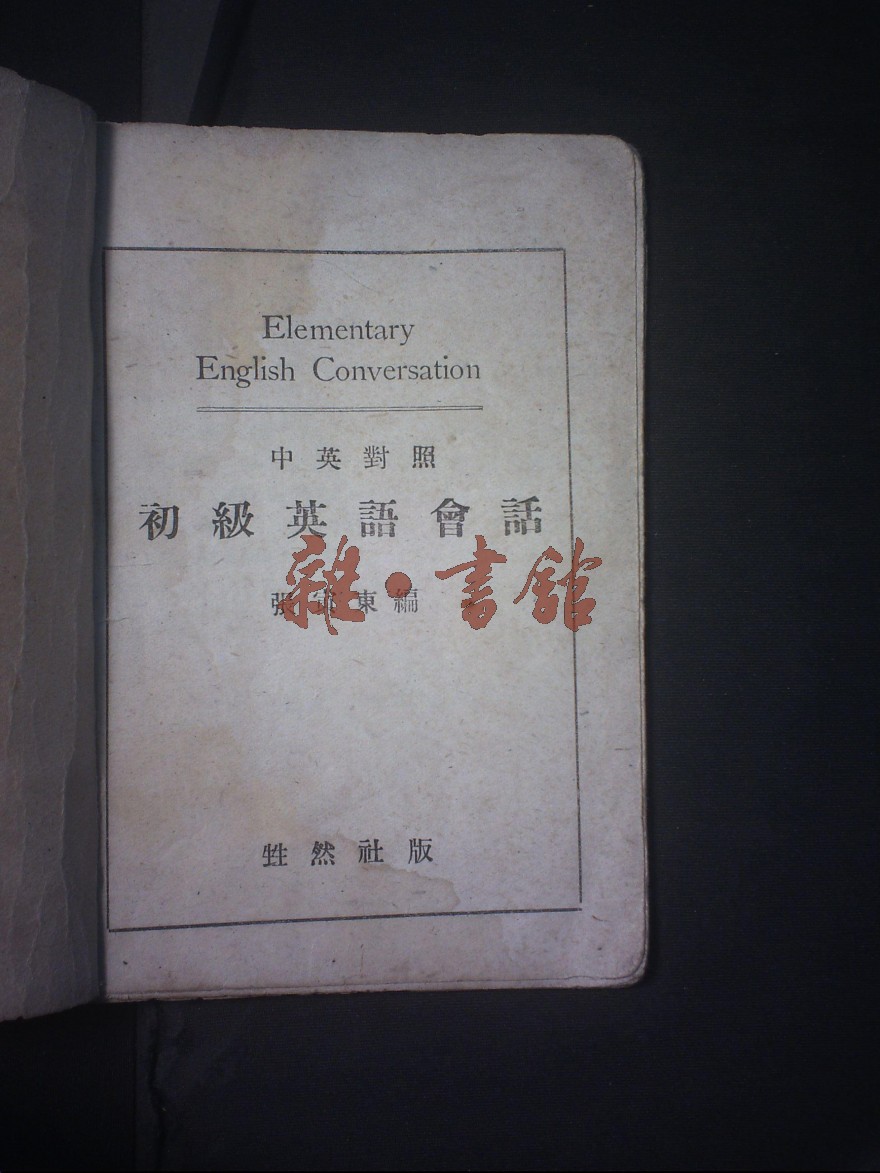 Elementary
English Conversation
中英對照
初級英語會話
張東編
雜·書館
甡然社版